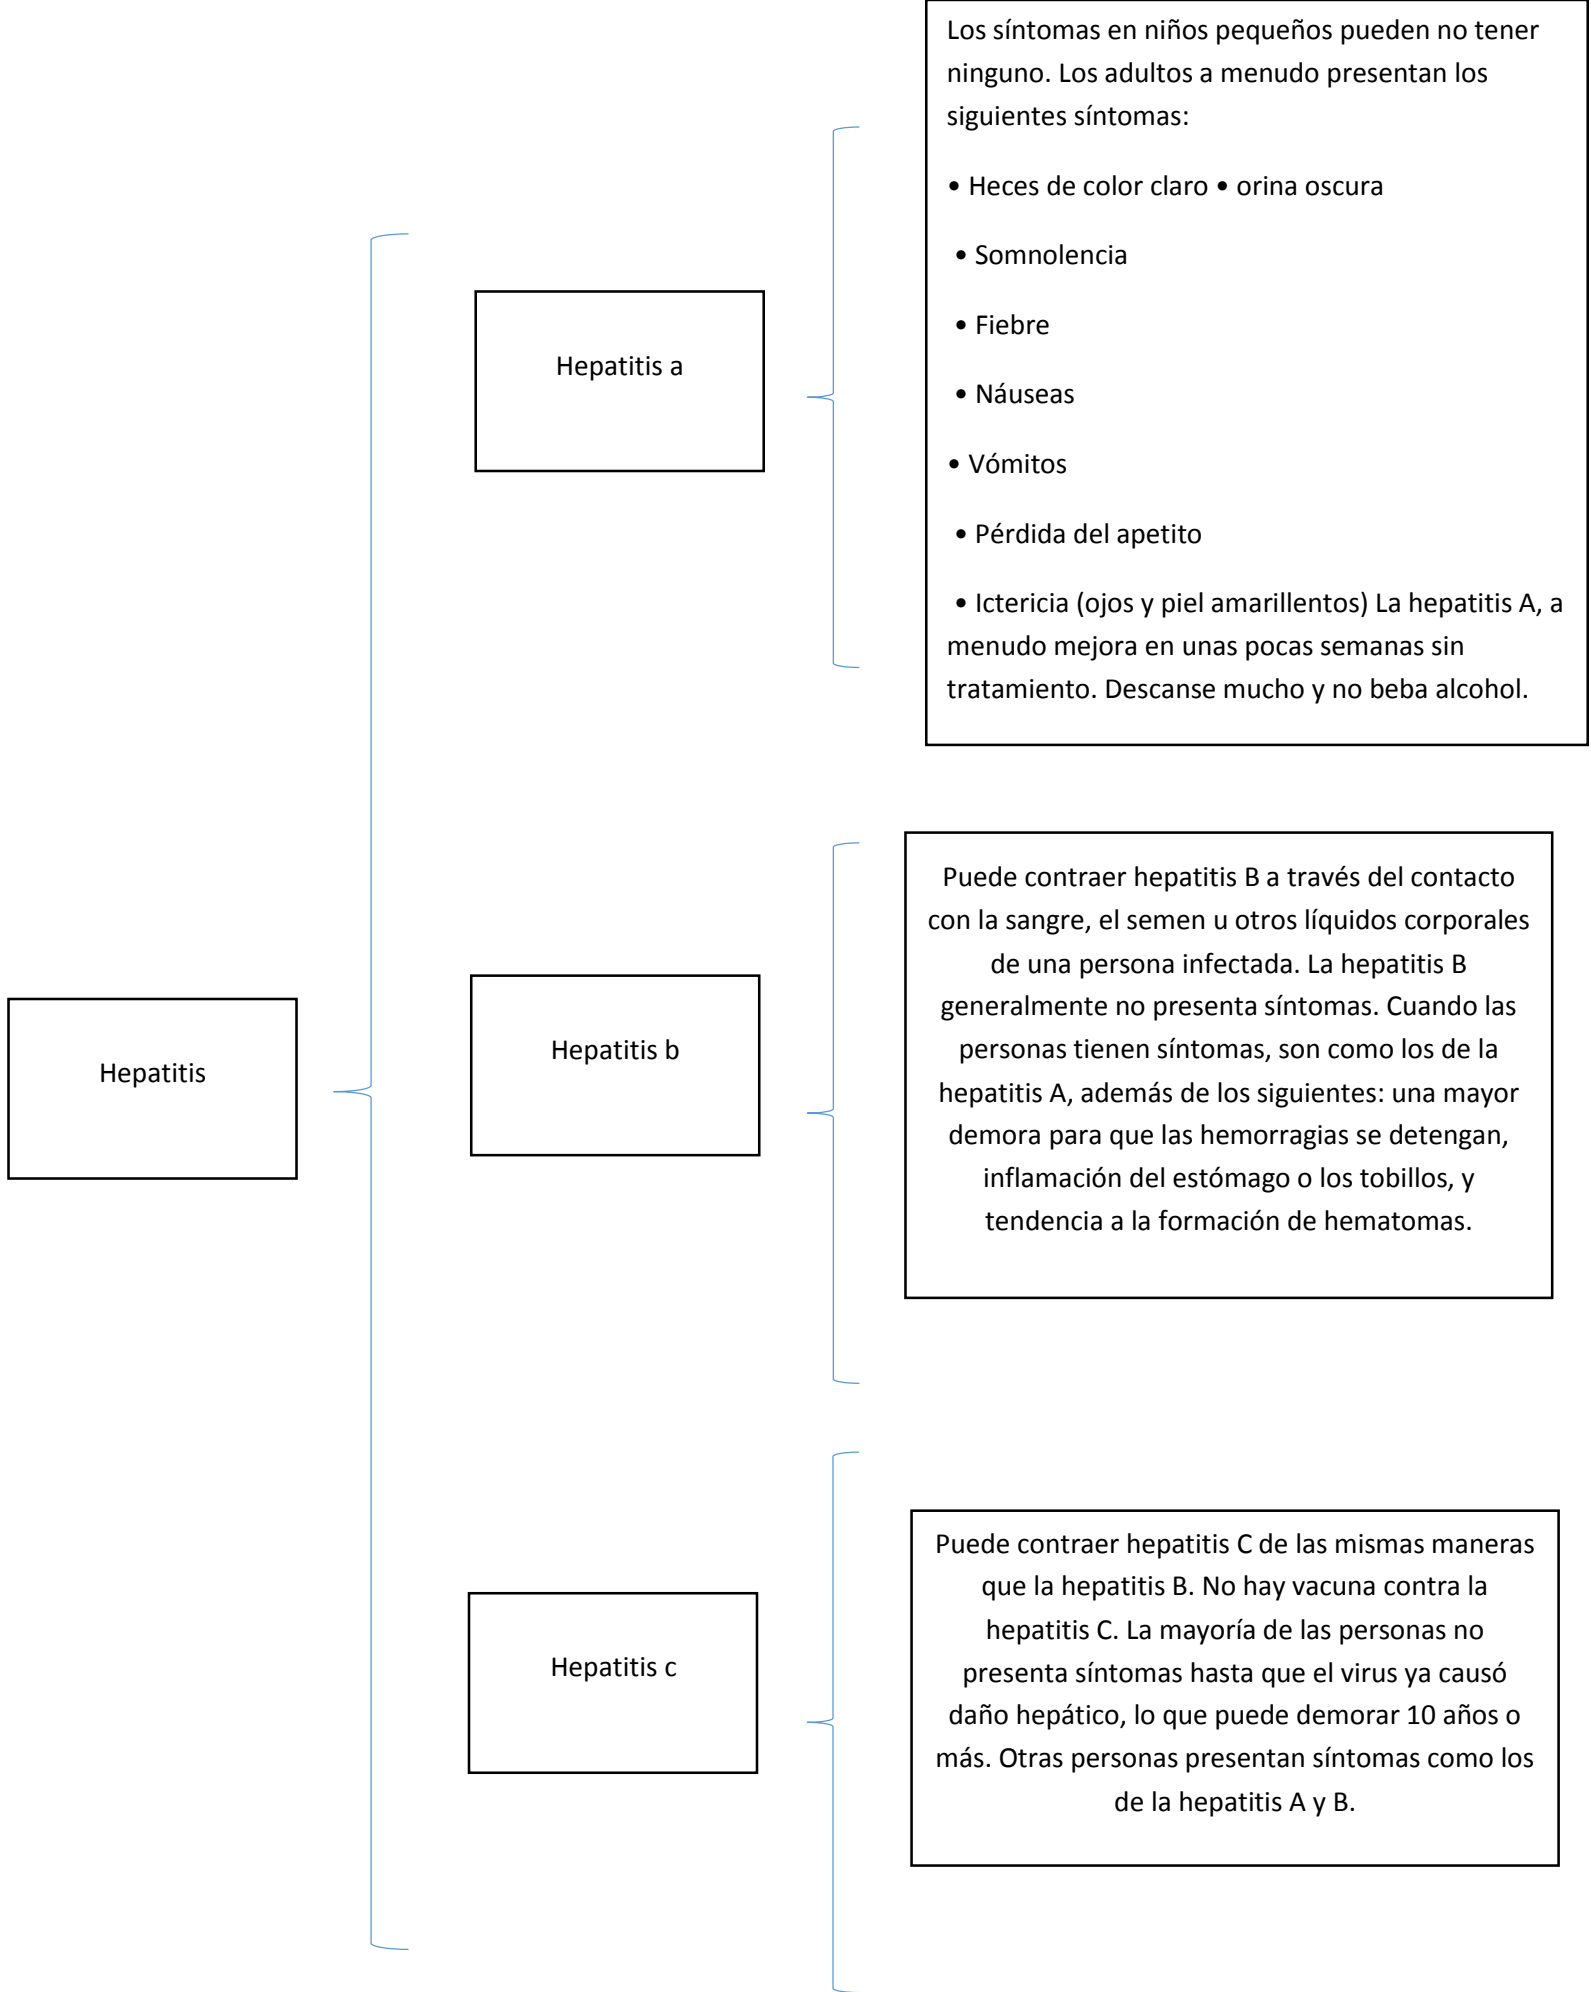 Los síntomas en niños pequeños pueden no tener
ninguno. Los adultos a menudo presentan los
siguientes síntomas:
• Heces de color claro • orina oscura
• Somnolencia
• Fiebre
• Náuseas
• Vómitos
• Pérdida del apetito
• Ictericia (ojos y piel amarillentos) La hepatitis A, a
menudo mejora en unas pocas semanas sin
tratamiento. Descanse mucho y no beba alcohol.
Hepatitis a
Puede contraer hepatitis B a través del contacto
con la sangre, el semen u otros líquidos corporales
de una persona infectada. La hepatitis B
generalmente no presenta síntomas. Cuando las
personas tienen síntomas, son como los de la
hepatitis A, además de los siguientes: una mayor
demora para que las hemorragias se detengan,
inflamación del estómago o los tobillos, y
tendencia a la formación de hematomas.
Hepatitis b
Hepatitis
Puede contraer hepatitis C de las mismas maneras
que la hepatitis B. No hay vacuna contra la
hepatitis C. La mayoría de las personas no
presenta síntomas hasta que el virus ya causó
daño hepático, lo que puede demorar 10 años o
más. Otras personas presentan síntomas como los
de la hepatitis A y B.
Hepatitis c